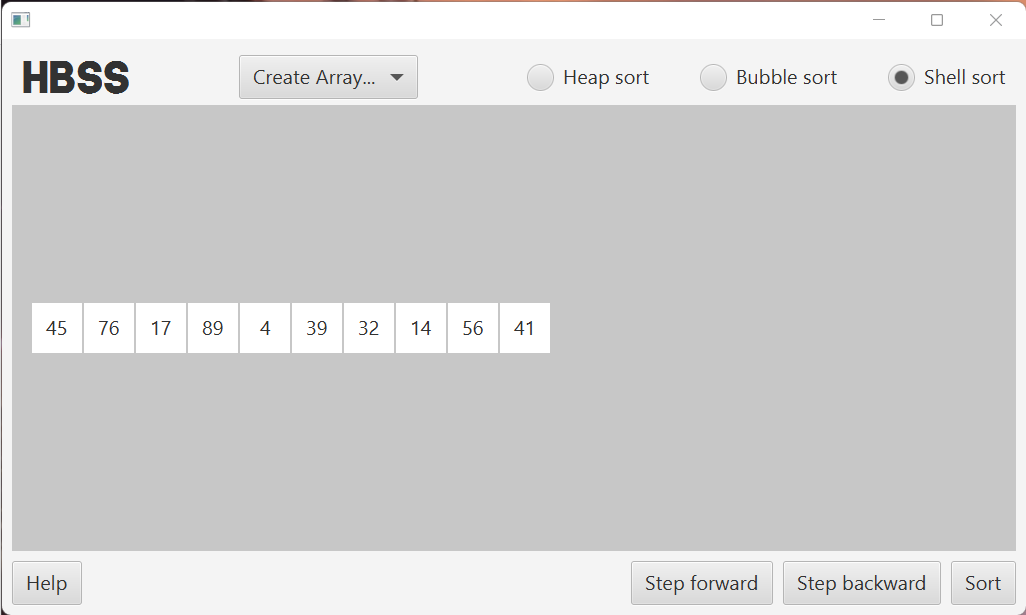 HBSS Create Array... Heap sort Bubble sort Shell sort
45 76 17 89 4 39 32 14 56 41
Help Step forward Step backward Sort